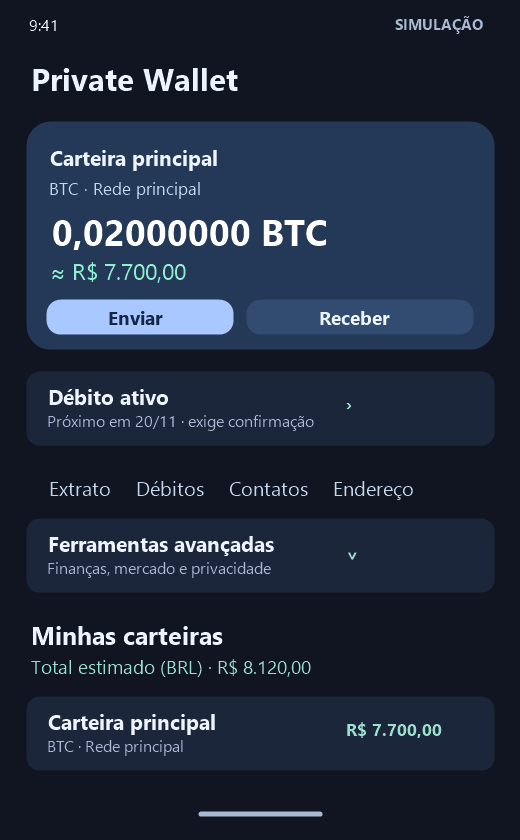 9:41 SIMULAÇÃO
Private Wallet
Carteira principal
BTC · Rede principal
0,02000000 BTC
≈ R$ 7.700,00
Enviar Receber
Débito ativo
Próximo em 20/11 · exige confirmação
Extrato Débitos Contatos Endereço
Ferramentas avançadas
Finanças, mercado e privacidade
Minhas carteiras
Total estimado (BRL) · R$ 8.120,00
Carteira principal
R$ 7.700,00
BTC · Rede principal